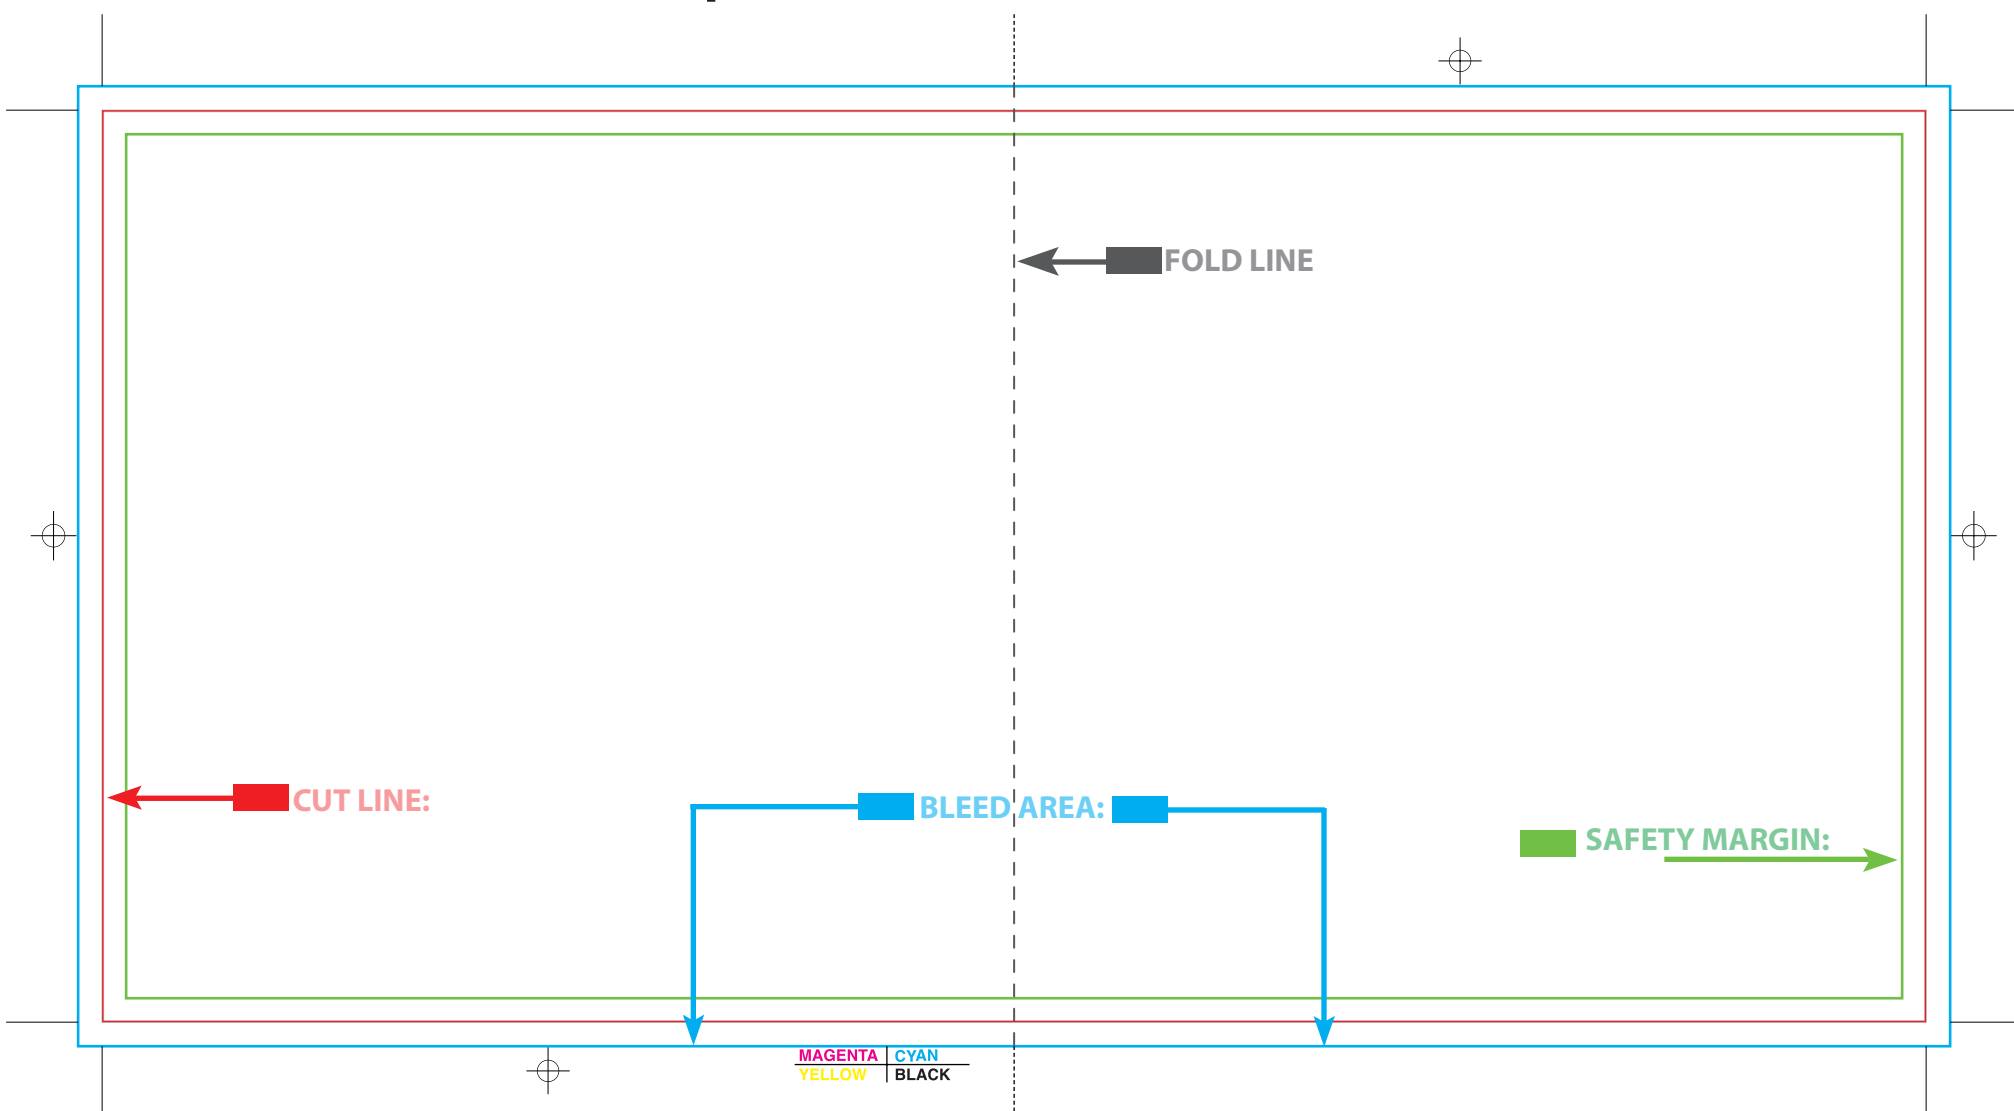 FOLD LINE
CUT LINE:
BLEED AREA:
SAFETY MARGIN:
MAGENTA CYAN
YELLOW BLACK